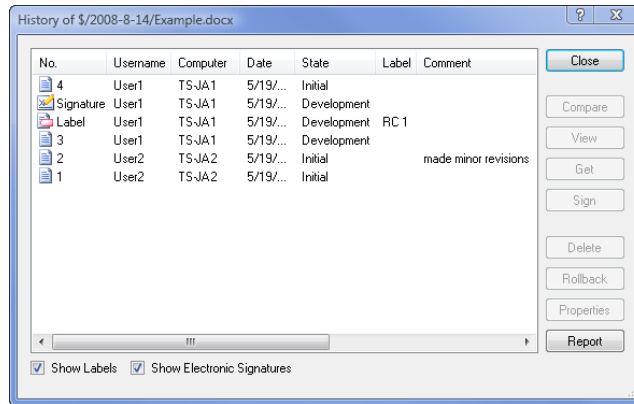 History of $/2008-8-14/Example.docx
No. Username Computer Date State Label Comment
4 User1 TS-JA1 5/19/... Initial
Signature User1 TS-JA1 5/19/... Development
Label User1 TS-JA1 5/19/... Development RC 1
3 User1 TS-JA1 5/19/... Development
2 User2 TS-JA2 5/19/... Initial made minor revisions
1 User2 TS-JA2 5/19/... Initial
Close
Compare
View
Get
Sign
Delete
Rollback
Properties
Report
Show Labels Show Electronic Signatures